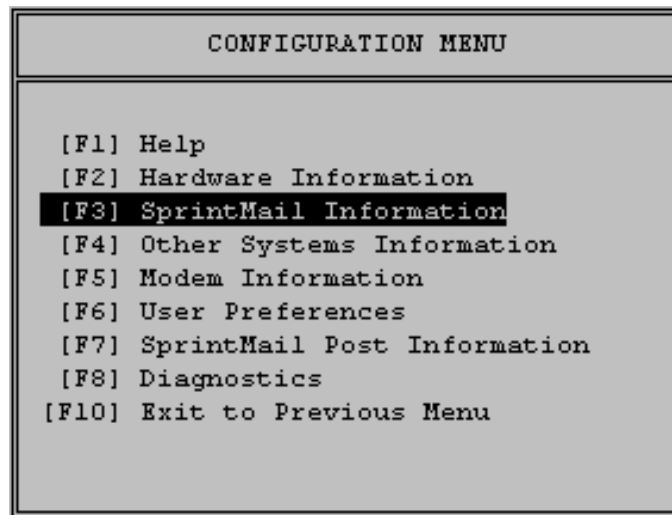 CONFIGURATION MENU
[F1] Help
[F2] Hardware Information
[F3] SprintMail Information
[F4] Other Systems Information
[F5] Modem Information
[F6] User Preferences
[F7] SprintMail Post Information
[F8] Diagnostics
[F10] Exit to Previous Menu